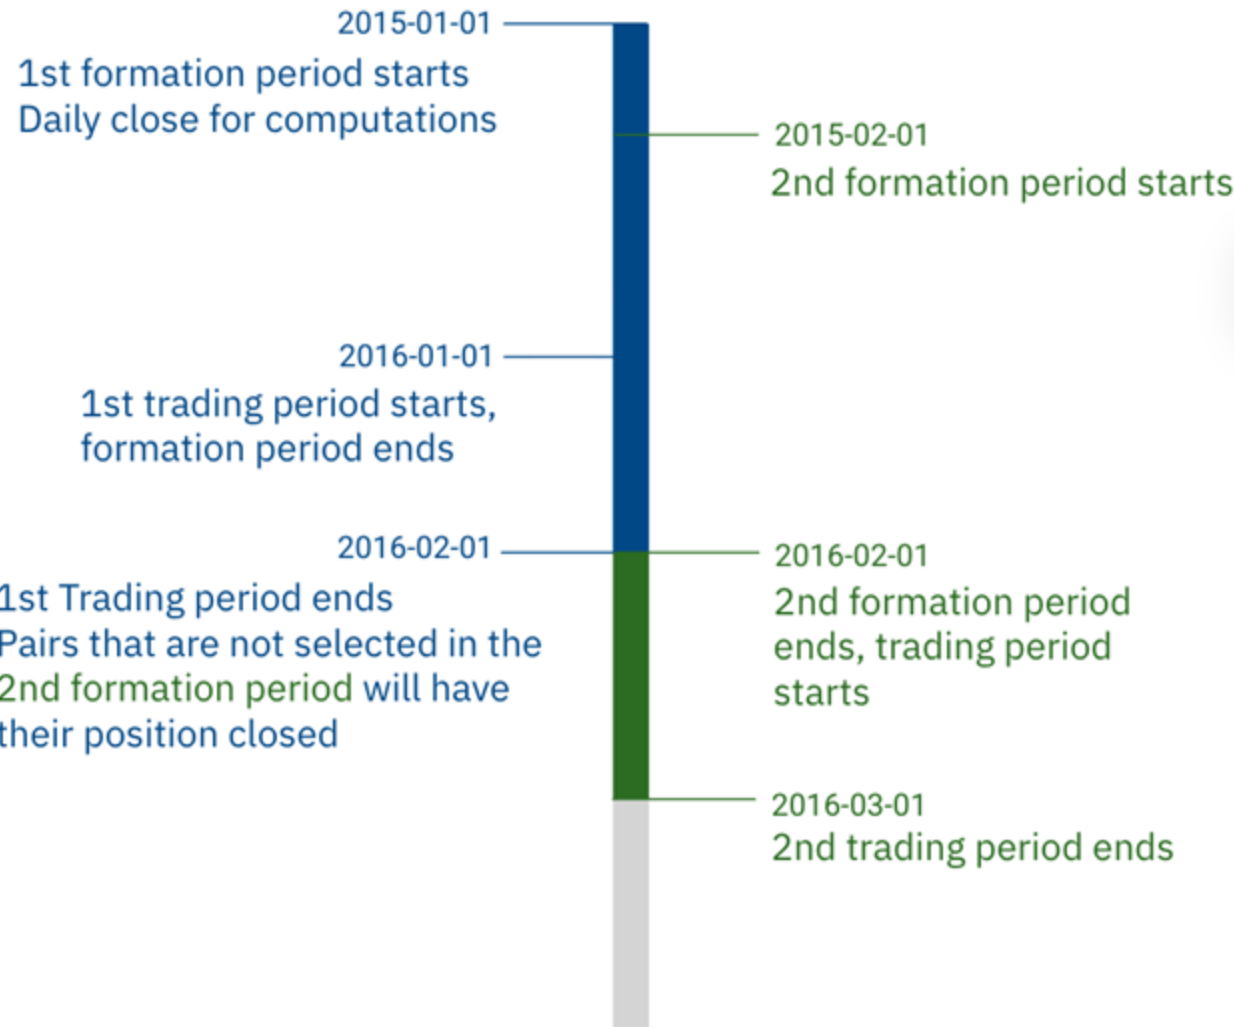 2015-01-01
1st formation period starts
Daily close for computations
2015-02-01
2nd formation period starts
2016-01-01
1st trading period starts,
formation period ends
2016-02-01
1st Trading period ends
Pairs that are not selected in the
2nd formation period will have
their position closed
2016-02-01
2nd formation period
ends, trading period
starts
2016-03-01
2nd trading period ends